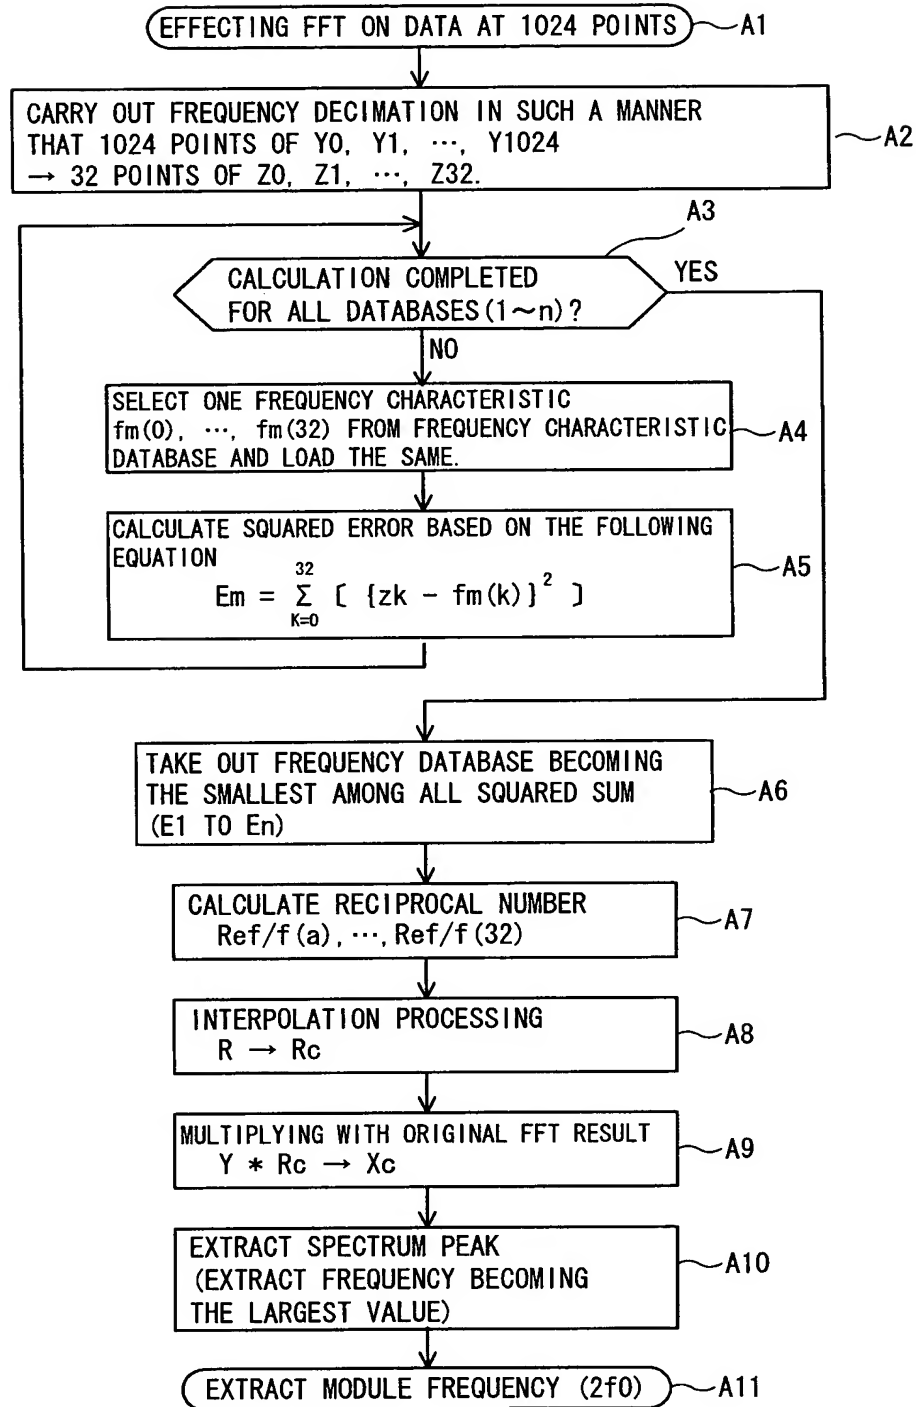 EFFECTING FFT ON DATA AT 1024 POINTS
A1
CARRY OUT FREQUENCY DECIMATION IN SUCH A MANNER
THAT 1024 POINTS OF Y0, Y1, ⋯, Y1024
→ 32 POINTS OF Z0, Z1, ⋯, Z32.
A2
A3
CALCULATION COMPLETED
FOR ALL DATABASES(1~n)?
YES
NO
SELECT ONE FREQUENCY CHARACTERISTIC
fm(0), ⋯, fm(32) FROM FREQUENCY CHARACTERISTIC
DATABASE AND LOAD THE SAME.
A4
CALCULATE SQUARED ERROR BASED ON THE FOLLOWING
EQUATION
32
Em = Σ [ {zk - fm(k)}² ]
K=0
A5
TAKE OUT FREQUENCY DATABASE BECOMING
THE SMALLEST AMONG ALL SQUARED SUM
(E1 TO En)
A6
CALCULATE RECIPROCAL NUMBER
Ref/f(a),⋯,Ref/f(32)
A7
INTERPOLATION PROCESSING
R → Rc
A8
MULTIPLYING WITH ORIGINAL FFT RESULT
Y * Rc → Xc
A9
EXTRACT SPECTRUM PEAK
(EXTRACT FREQUENCY BECOMING
THE LARGEST VALUE)
A10
EXTRACT MODULE FREQUENCY (2f0)
A11